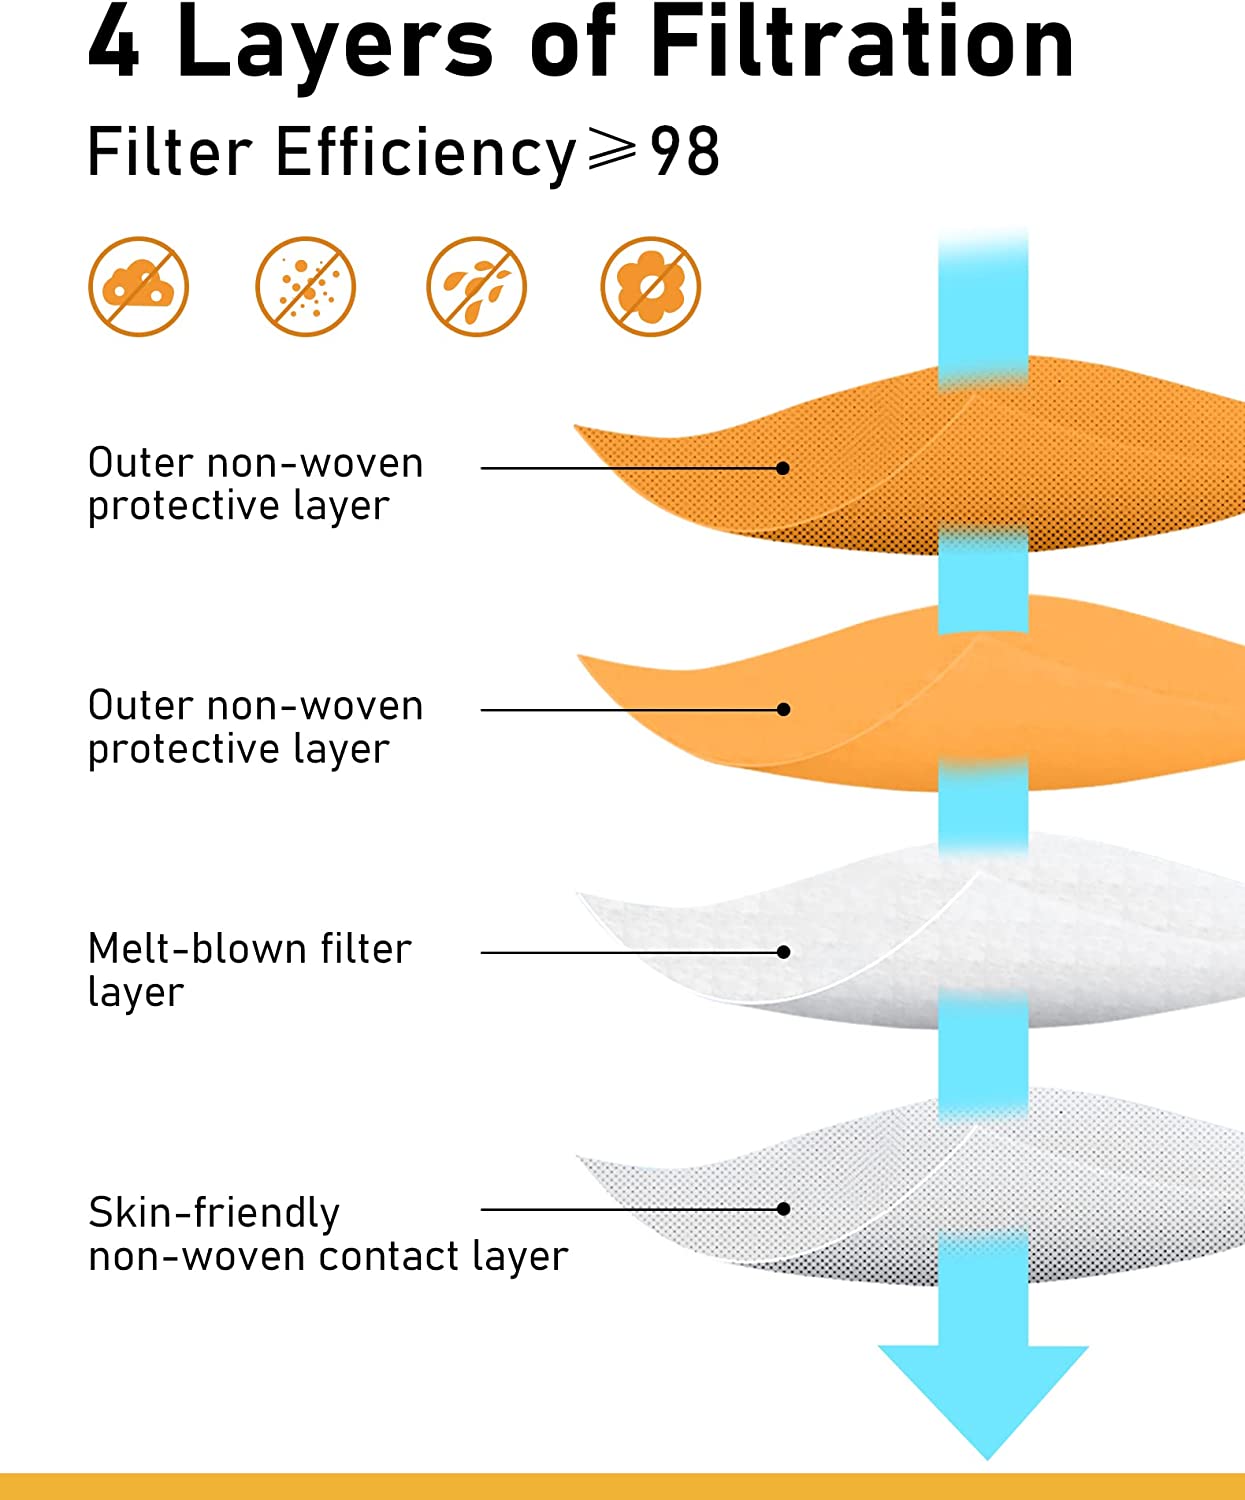 4 Layers of Filtration
Filter Efficiency⩾98
Outer non-woven
protective layer
Outer non-woven
protective layer
Melt-blown filter
layer
Skin-friendly
non-woven contact layer